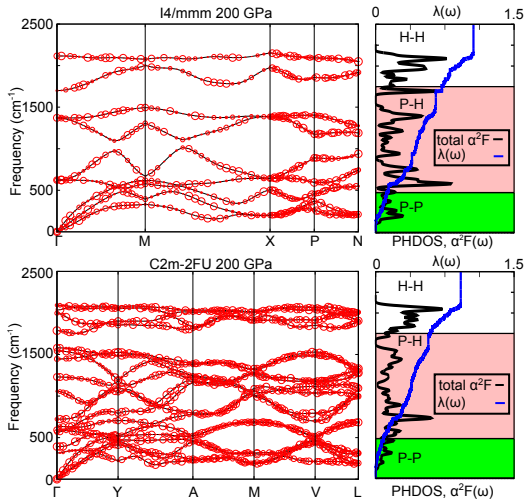 I4/mmm 200 GPa
0 λ(ω) 1.5
2500
2000
1500
1000
500
0
Frequency (cm⁻¹)
Γ M X P N
H-H
P-H
total α²F
λ(ω)
P-P
PHDOS, α²F(ω)
C2m-2FU 200 GPa
0 λ(ω) 1.5
2500
2000
1500
1000
500
0
Frequency (cm⁻¹)
Γ Y A M V L
H-H
P-H
total α²F
λ(ω)
P-P
PHDOS, α²F(ω)